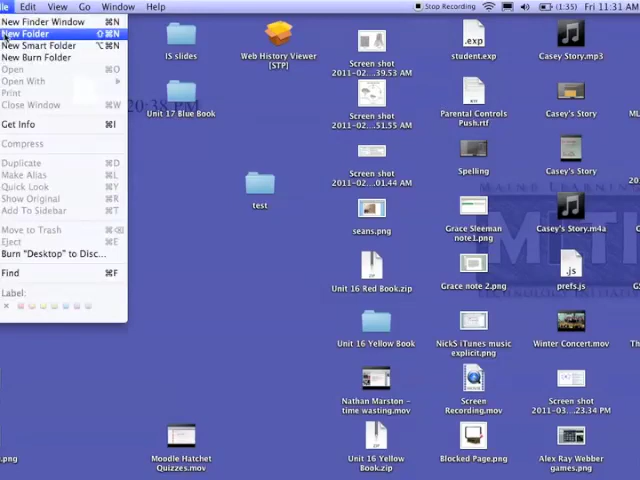 Edit View Go Window Help Stop Recording (1:35) Fri 11:31 AM
New Finder Window ⌘N
New Folder ⇧⌘N
New Smart Folder ⌥⌘N
New Burn Folder
Open ⌘O
Open With
Print
Close Window ⌘W
Get Info ⌘I
Compress
Duplicate ⌘D
Make Alias ⌘L
Quick Look ⌘Y
Show Original ⌘R
Add To Sidebar ⌘T
Move to Trash ⌘⌫
Eject ⌘E
Burn "Desktop" to Disc...
Find ⌘F
Label:
20:38 PM
IS slides
Web History Viewer
[STP]
Screen shot
2011-02-...39.53 AM
.exp
student.exp
Casey's Story.mp3
Unit 17 Blue Book
Screen shot
2011-02...51.55 AM
Parental Controls
Push.rtf
Casey's Story
Screen shot
2011-02...01.44 AM
Spelling
Casey's Story
test
seans.png
Grace Sleeman
note1.png
Casey's Story.m4a
MLTI
Unit 16 Red Book.zip
Grace note 2.png
.js
prefs.js
Unit 16 Yellow Book
NickS iTunes music
explicit.png
Winter Concert.mov
Nathan Marston -
time wasting.mov
Screen
Recording.mov
Screen shot
2011-03...23.34 PM
.png
Moodle Hatchet
Quizzes.mov
Unit 16 Yellow
Book.zip
Blocked Page.png
Alex Ray Webber
games.png